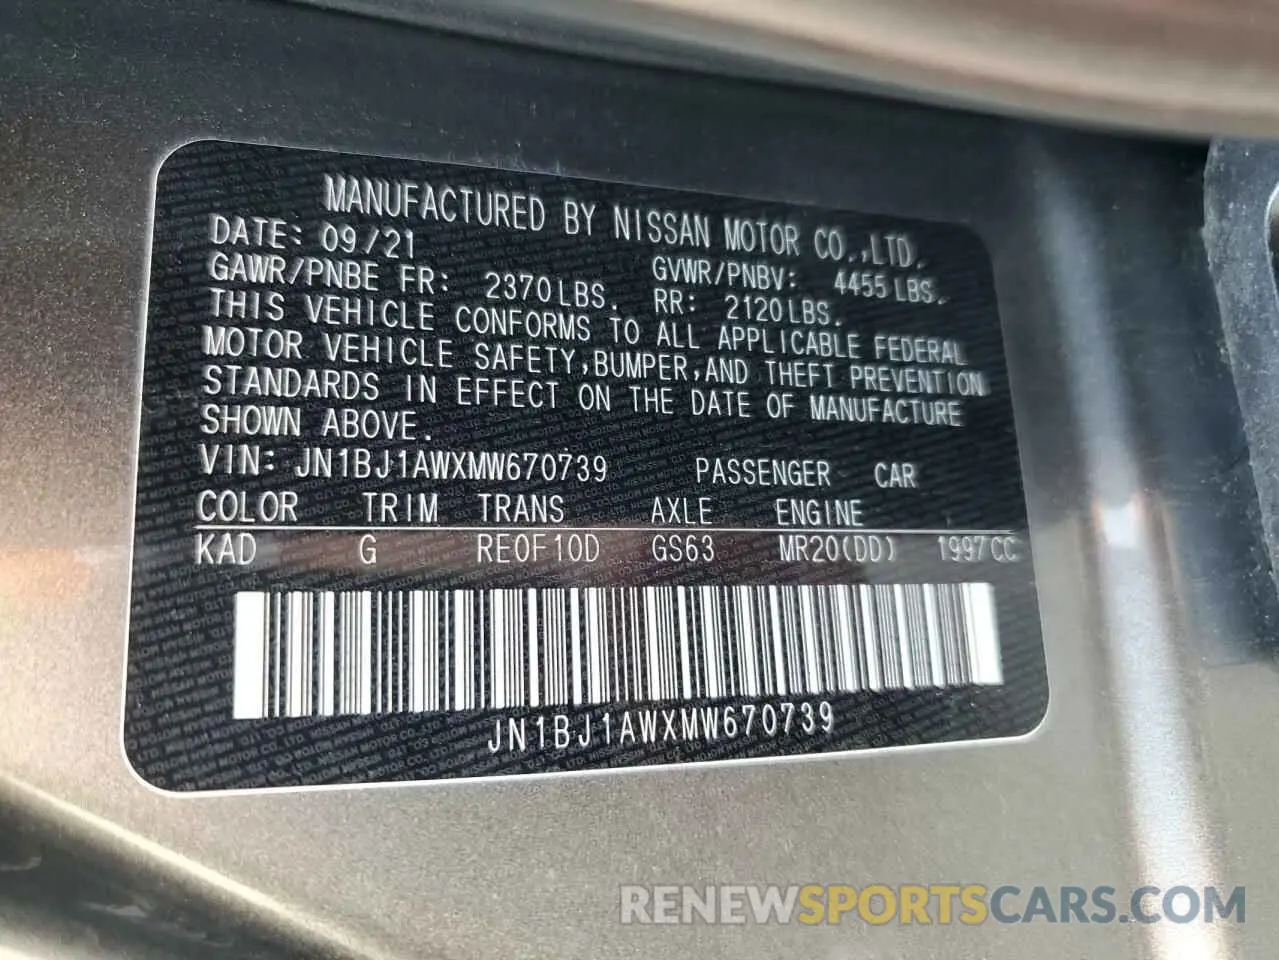 MANUFACTURED BY NISSAN MOTOR CO.,LTD.
DATE: 09/21
GAWR/PNBE FR: 2370LBS. GVWR/PNBV: 4455LBS.
RR: 2120LBS.
THIS VEHICLE CONFORMS TO ALL APPLICABLE FEDERAL
MOTOR VEHICLE SAFETY,BUMPER,AND THEFT PREVENTION
STANDARDS IN EFFECT ON THE DATE OF MANUFACTURE
SHOWN ABOVE.
VIN: JN1BJ1AWXMW670739 PASSENGER CAR
COLOR TRIM TRANS AXLE ENGINE
KAD G RE0F10D GS63 MR20(DD) 1997CC
JN1BJ1AWXMW670739
RENEWSPORTSCARS.COM